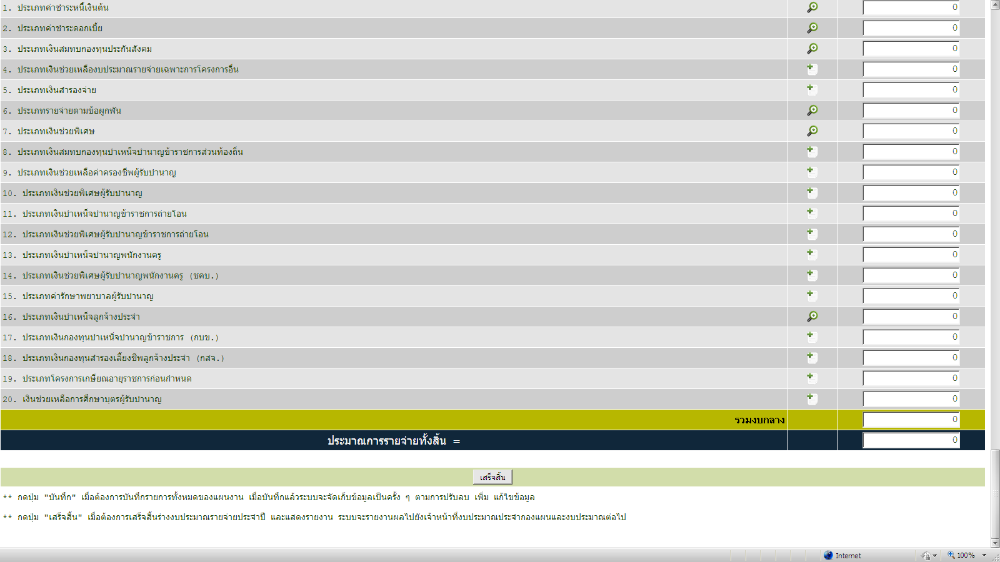 1. ประเภทค่าชำระหนี้เงินต้น 0
2. ประเภทค่าชำระดอกเบี้ย 0
3. ประเภทเงินสมทบกองทุนประกันสังคม 0
4. ประเภทเงินช่วยเหลืองบประมาณรายจ่ายเฉพาะการโครงการอื่น 0
5. ประเภทเงินสำรองจ่าย 0
6. ประเภทรายจ่ายตามข้อผูกพัน 0
7. ประเภทเงินช่วยพิเศษ 0
8. ประเภทเงินสมทบกองทุนบำเหน็จบำนาญข้าราชการส่วนท้องถิ่น 0
9. ประเภทเงินช่วยเหลือค่าครองชีพผู้รับบำนาญ 0
10. ประเภทเงินช่วยพิเศษผู้รับบำนาญ 0
11. ประเภทเงินบำเหน็จบำนาญข้าราชการถ่ายโอน 0
12. ประเภทเงินช่วยพิเศษผู้รับบำนาญข้าราชการถ่ายโอน 0
13. ประเภทเงินบำเหน็จบำนาญพนักงานครู 0
14. ประเภทเงินช่วยพิเศษผู้รับบำนาญพนักงานครู (ชคบ.) 0
15. ประเภทค่ารักษาพยาบาลผู้รับบำนาญ 0
16. ประเภทเงินบำเหน็จลูกจ้างประจำ 0
17. ประเภทเงินกองทุนบำเหน็จบำนาญข้าราชการ (กบข.) 0
18. ประเภทเงินกองทุนสำรองเลี้ยงชีพลูกจ้างประจำ (กสจ.) 0
19. ประเภทโครงการเกษียณอายุราชการก่อนกำหนด 0
20. เงินช่วยเหลือการศึกษาบุตรผู้รับบำนาญ 0
รวมงบกลาง 0
ประมาณการรายจ่ายทั้งสิ้น = 0
เสร็จสิ้น
** กดปุ่ม "บันทึก" เมื่อต้องการบันทึกรายการทั้งหมดของแผนงาน เมื่อบันทึกแล้วระบบจะจัดเก็บข้อมูลเป็นครั้ง ๆ ตามการปรับลบ เพิ่ม แก้ไขข้อมูล
** กดปุ่ม "เสร็จสิ้น" เมื่อต้องการเสร็จสิ้นร่างงบประมาณรายจ่ายประจำปี และแสดงรายงาน ระบบจะรายงานผลไปยังเจ้าหน้าที่งบประมาณประจำกองแผนและงบประมาณต่อไป
Internet 100%